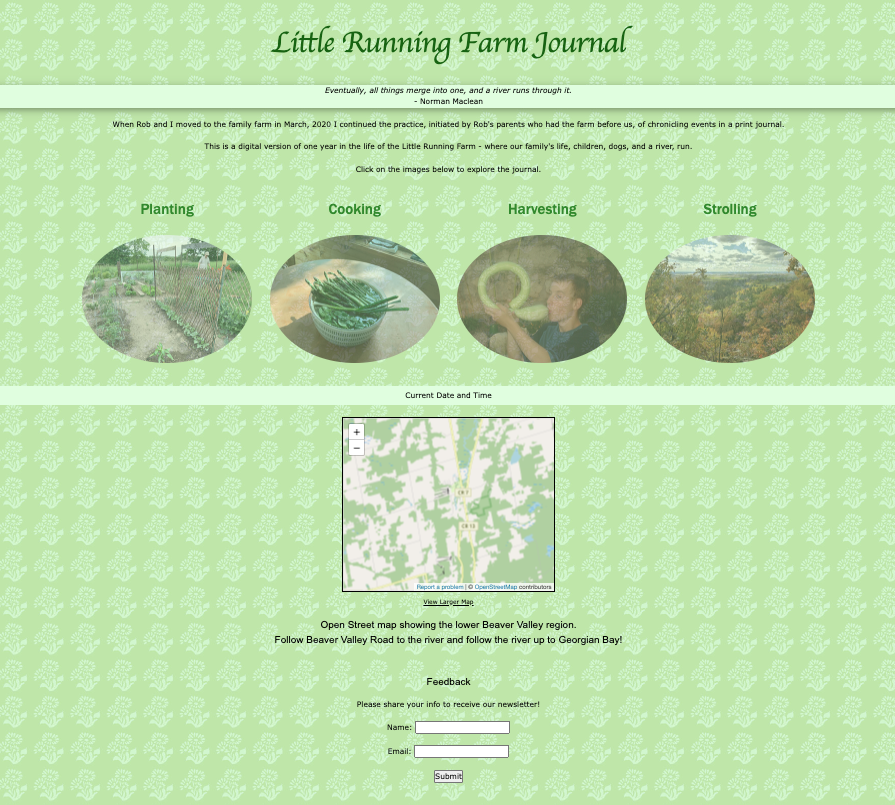 Little Running Farm Journal
Eventually, all things merge into one, and a river runs through it.
- Norman Maclean
When Rob and I moved to the family farm in March, 2020 I continued the practice, initiated by Rob's parents who had the farm before us, of chronicling events in a print journal.
This is a digital version of one year in the life of the Little Running Farm - where our family's life, children, dogs, and a river, run.
Click on the images below to explore the journal.
Planting Cooking Harvesting Strolling
Current Date and Time
+
−
CR 7
CR 13
Report a problem | © OpenStreetMap contributors
View Larger Map
Open Street map showing the lower Beaver Valley region.
Follow Beaver Valley Road to the river and follow the river up to Georgian Bay!
Feedback
Please share your info to receive our newsletter!
Name:
Email:
Submit